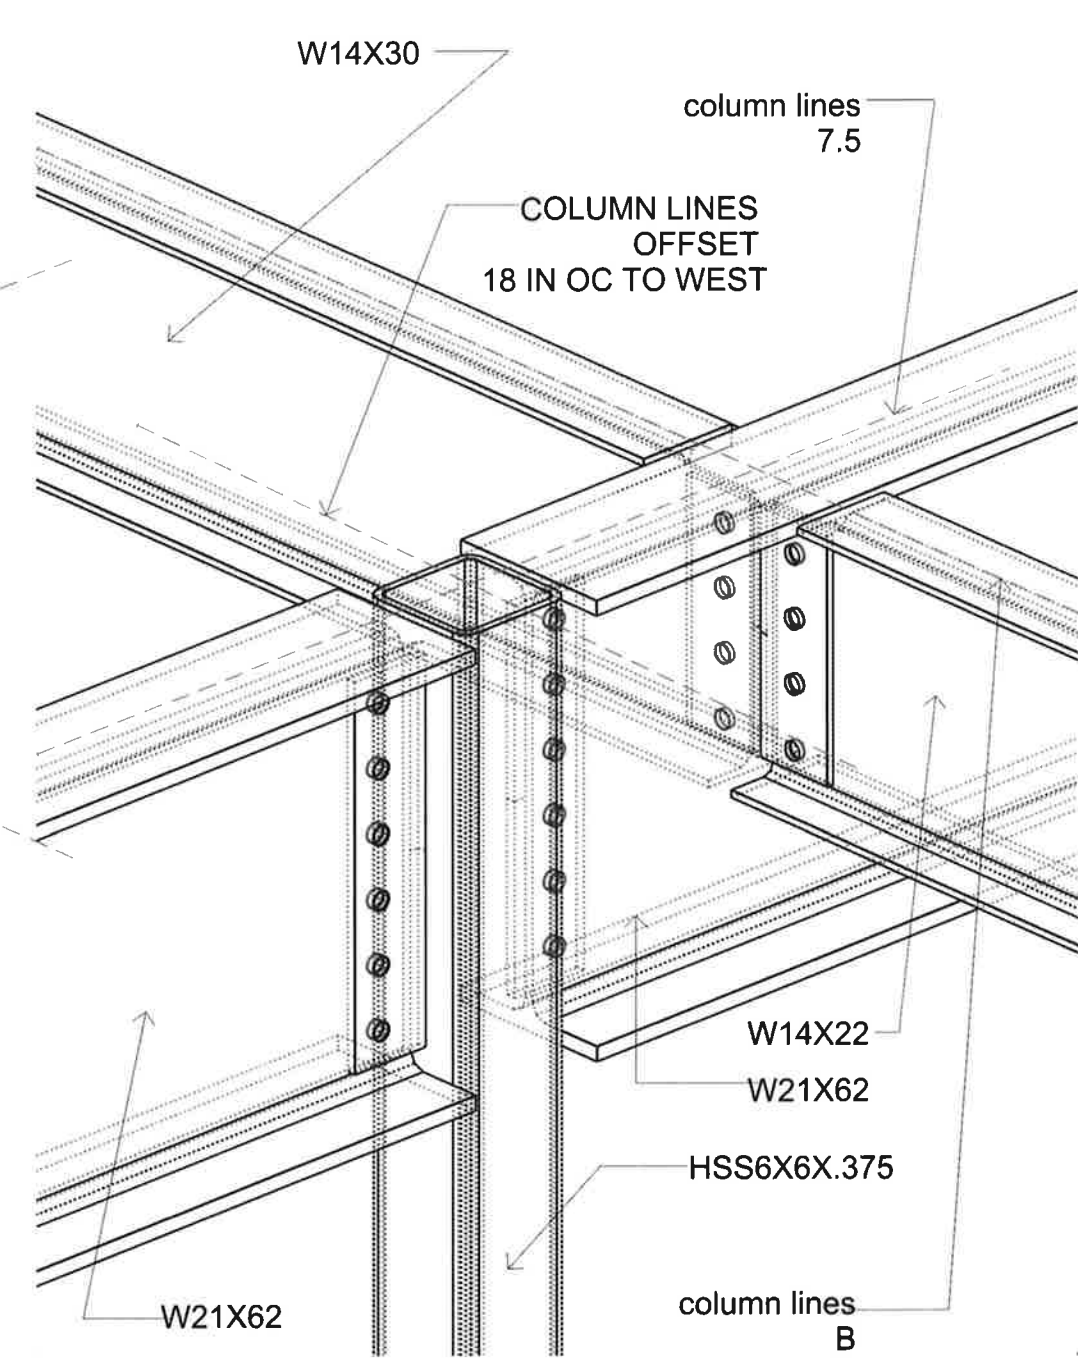 W14X30
column lines
7.5
COLUMN LINES
OFFSET
18 IN OC TO WEST
W14X22
W21X62
HSS6X6X.375
column lines
B
W21X62